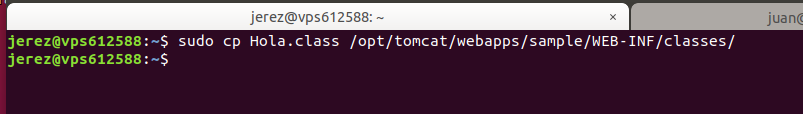 jerez@vps612588: ~
×
juan@
jerez@vps612588:~$ sudo cp Hola.class /opt/tomcat/webapps/sample/WEB-INF/classes/
jerez@vps612588:~$